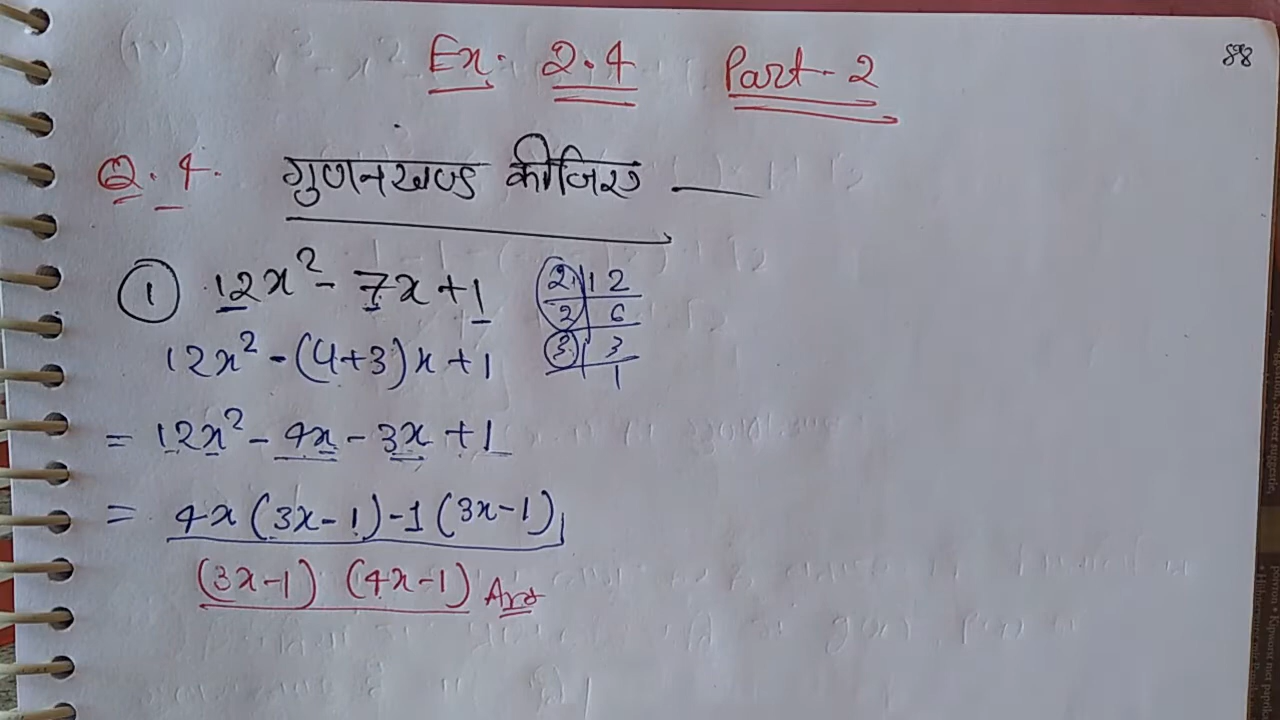 Ex. 2.4 Part-2
Q.4. गुणनखण्ड कीजिए —
① 12x² - 7x + 1
2 | 12
2 | 6
3 | 3
1
12x² - (4+3)x + 1
= 12x² - 4x - 3x + 1
= 4x(3x-1) -1(3x-1)
(3x-1) (4x-1) Ans